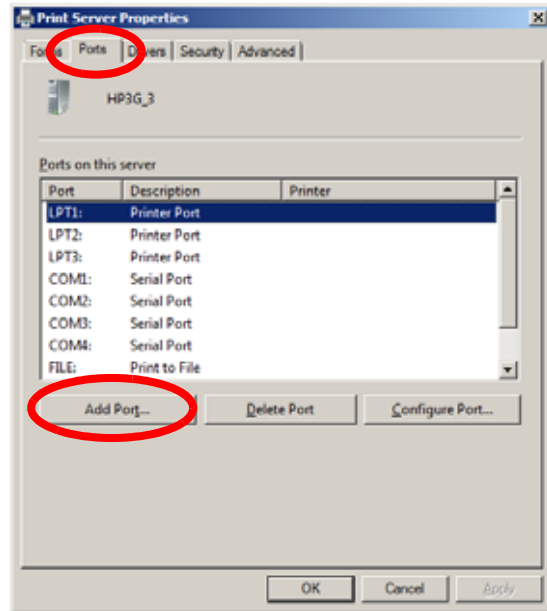 Print Server Properties
Forms Ports Drivers Security Advanced
HP3G_3
Ports on this server
Port Description Printer
LPT1: Printer Port
LPT2: Printer Port
LPT3: Printer Port
COM1: Serial Port
COM2: Serial Port
COM3: Serial Port
COM4: Serial Port
FILE: Print to File
Add Port... Delete Port Configure Port...
OK Cancel Apply